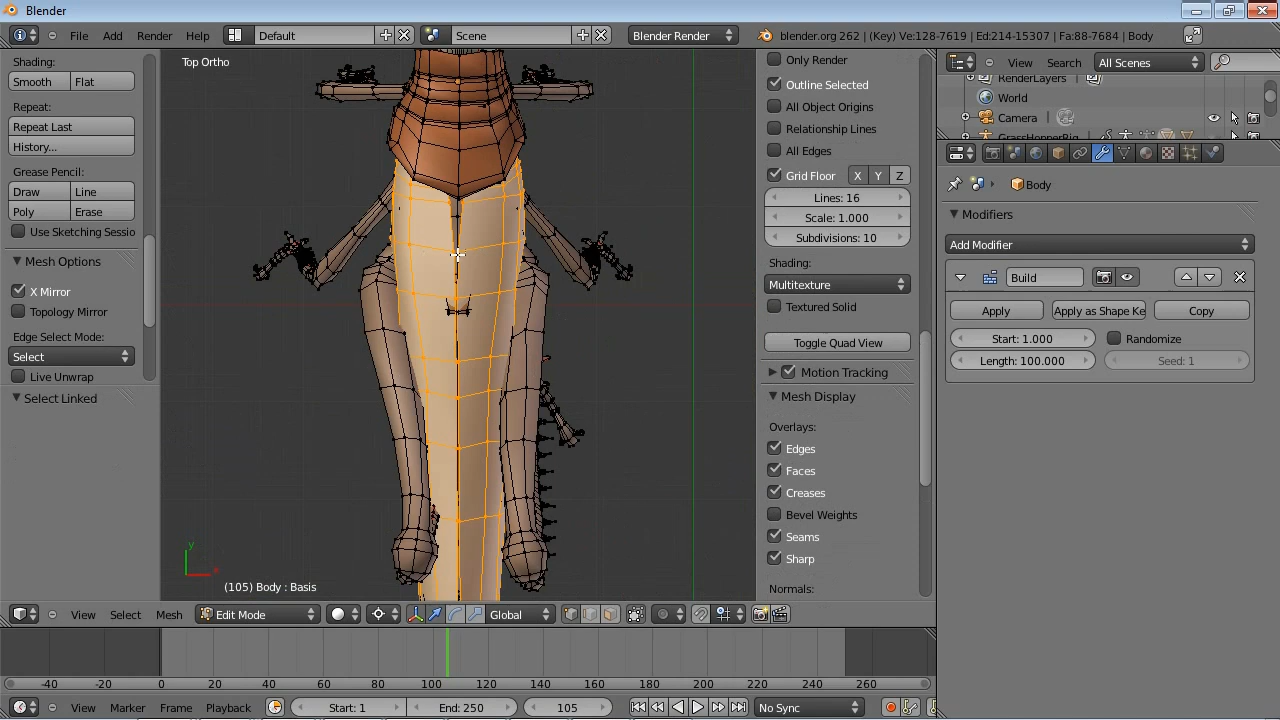 Blender
File Add Render Help Default Scene Blender Render blender.org 262 | (Key) Ve:128-7619 | Ed:214-15307 | Fa:88-7684 | Body
Shading:
Smooth Flat
Repeat:
Repeat Last
History...
Grease Pencil:
Draw Line
Poly Erase
Use Sketching Sessio
Mesh Options
X Mirror
Topology Mirror
Edge Select Mode:
Select
Live Unwrap
Select Linked
Top Ortho
y
x
(105) Body : Basis
Only Render
Outline Selected
All Object Origins
Relationship Lines
All Edges
Grid Floor X Y Z
Lines: 16
Scale: 1.000
Subdivisions: 10
Shading:
Multitexture
Textured Solid
Toggle Quad View
Motion Tracking
Mesh Display
Overlays:
Edges
Faces
Creases
Bevel Weights
Seams
Sharp
Normals:
View Search All Scenes
RenderLayers
World
Camera
GrassHopperRig
Body
Modifiers
Add Modifier
Build
Apply Apply as Shape Ke Copy
Start: 1.000 Randomize
Length: 100.000 Seed: 1
View Select Mesh Edit Mode Global
-40 -20 0 20 40 60 80 100 120 140 160 180 200 220 240 260
View Marker Frame Playback Start: 1 End: 250 105 No Sync